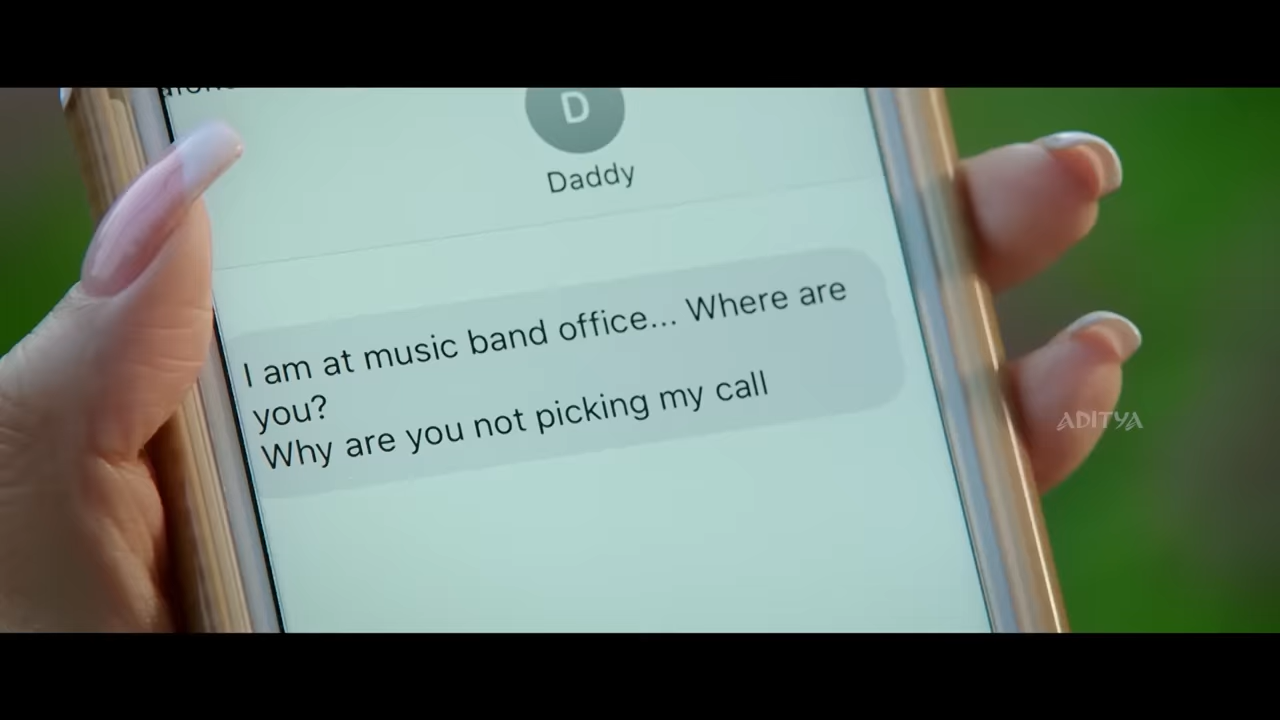 D
Daddy
I am at music band office... Where are
you?
Why are you not picking my call
ADITYA